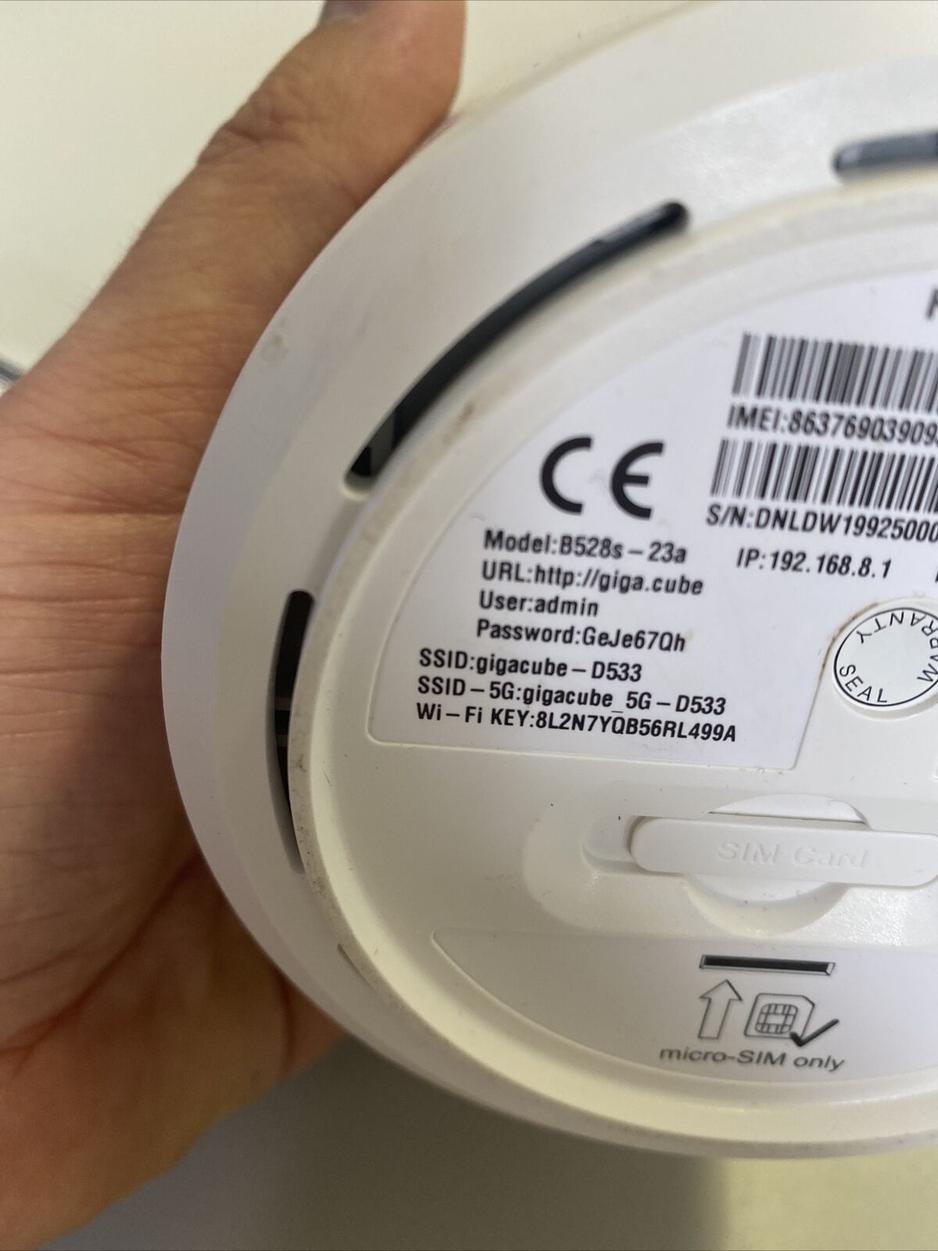 IMEI:86376903909
S/N:DNLDW199250000
CE
Model:B528s-23a
IP:192.168.8.1
URL:http://giga.cube
User:admin
Password:GeJe67Qh
WARRANTY
SEAL
SSID:gigacube-D533
SSID-5G:gigacube_5G-D533
Wi-Fi KEY:8L2N7YQB56RL499A
SIM Card
micro-SIM only